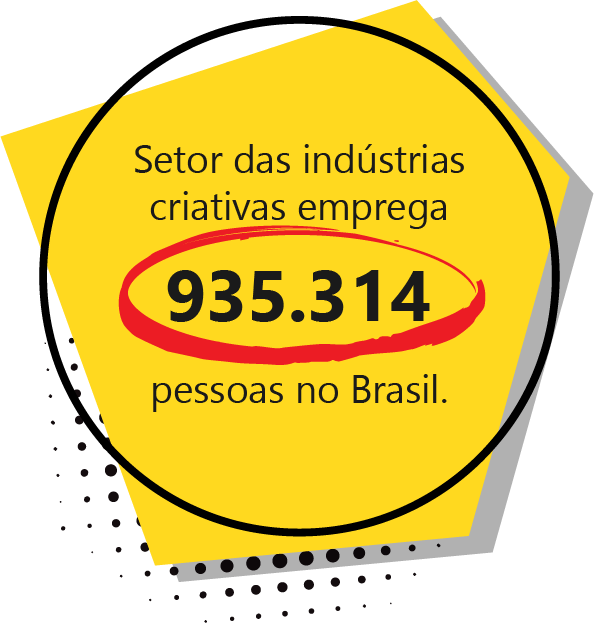 Setor das indústrias
criativas emprega
935.314
pessoas no Brasil.